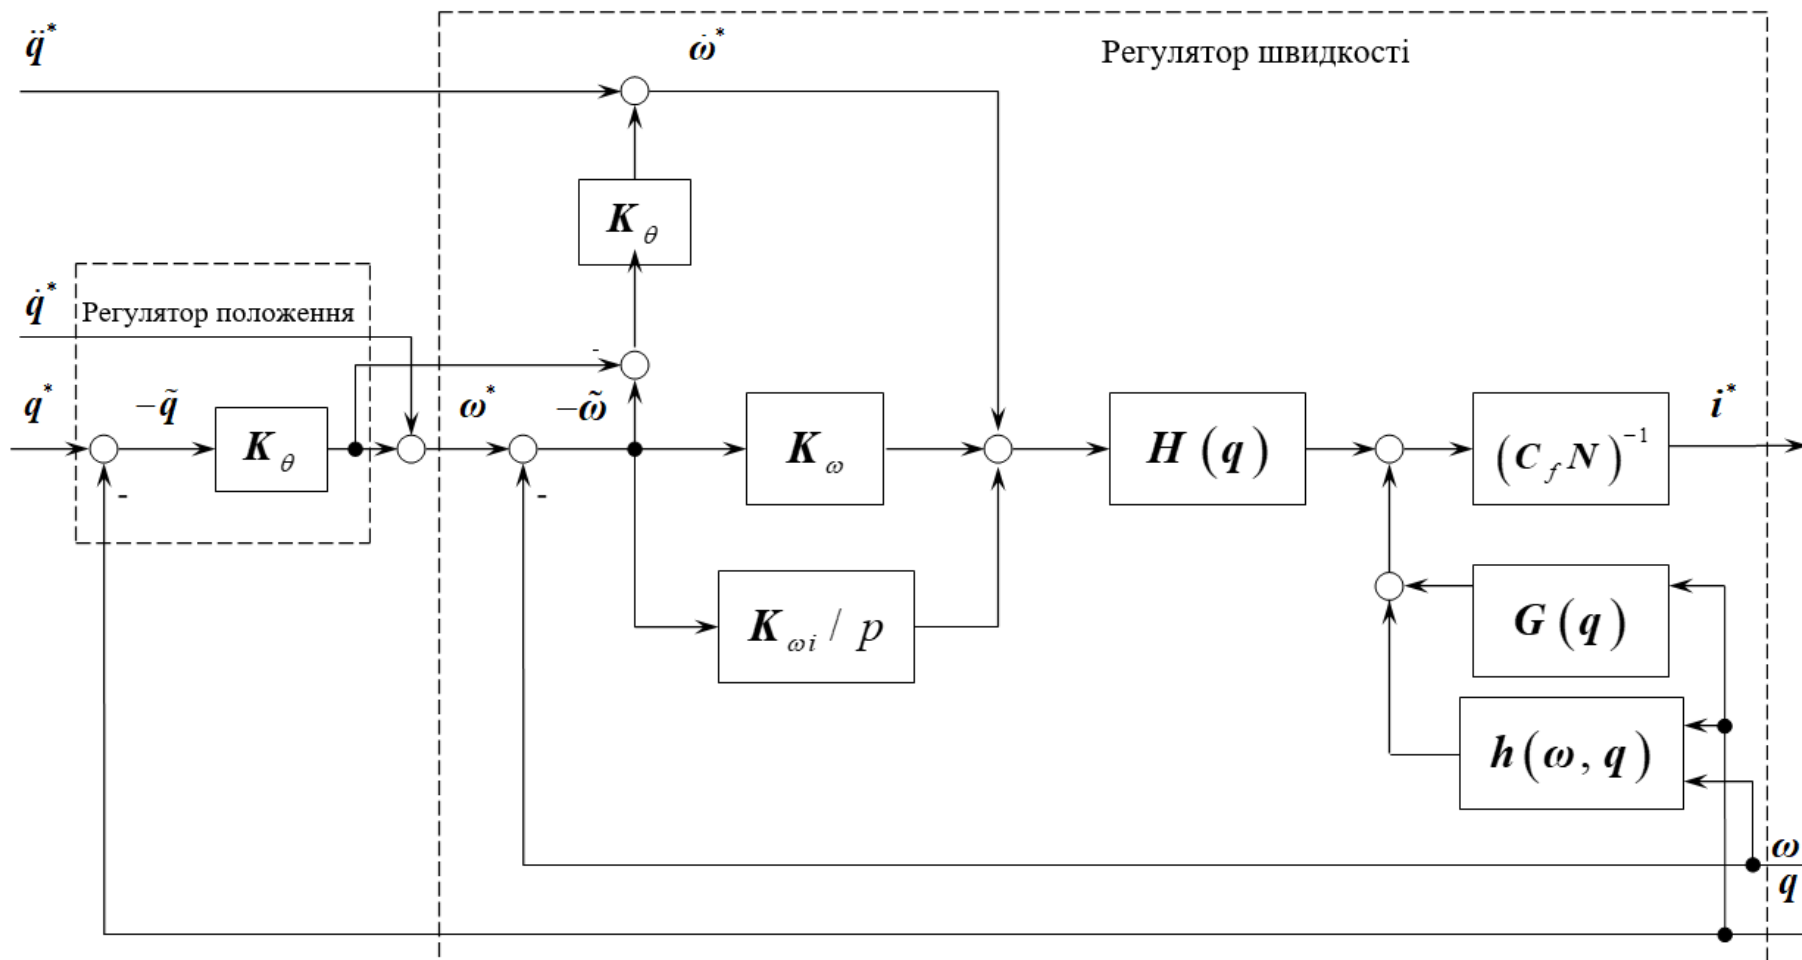 q̈*
ω̇*
Регулятор швидкості
K_θ
q̇*
Регулятор положення
-
q*
−q̃
K_θ
ω*
−ω̃
K_ω
H(q)
(C_f N)⁻¹
i*
-
-
K_ωi / p
G(q)
h(ω, q)
ω
q